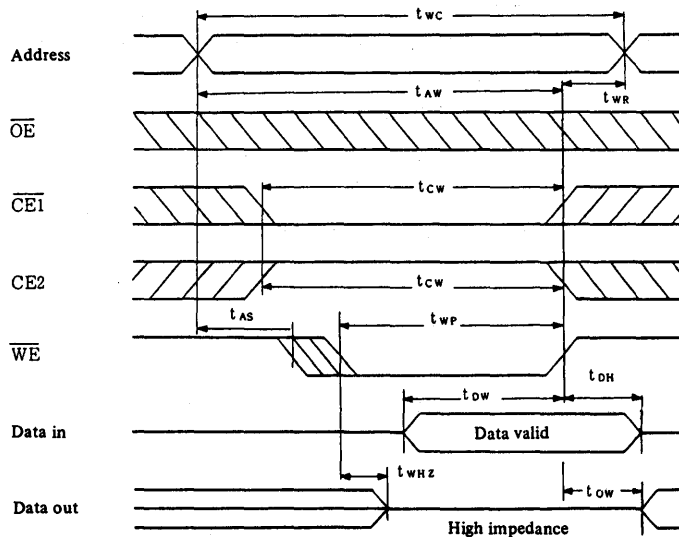 tWC
Address
tAW
tWR
OE
tCW
CE1
CE2
tCW
tAS
tWP
WE
tDW
tDH
Data in
Data valid
tWHZ
tOW
Data out
High impedance